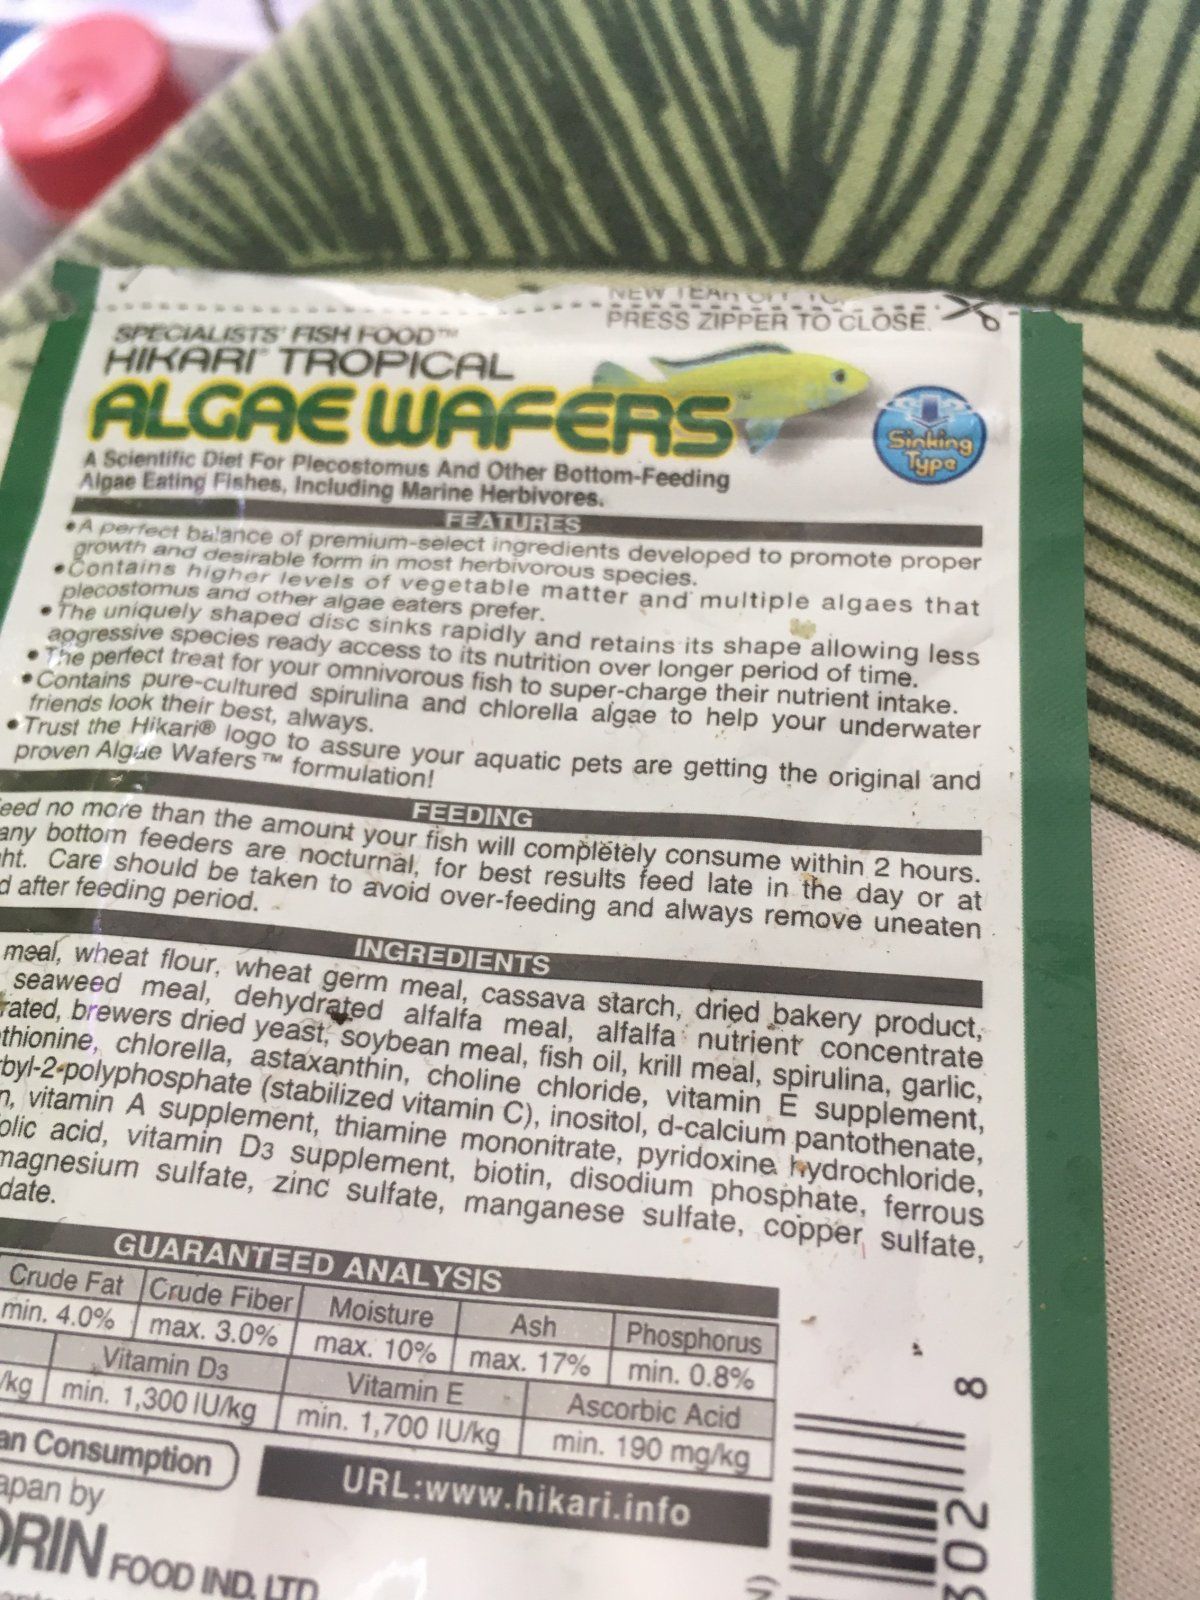 PRESS ZIPPER TO CLOSE.
SPECIALISTS' FISH FOOD™
HIKARI® TROPICAL
ALGAE WAFERS™
Sinking
Type
A Scientific Diet For Plecostomus And Other Bottom-Feeding
Algae Eating Fishes, Including Marine Herbivores.
FEATURES
•A perfect balance of premium-select ingredients developed to promote proper
growth and desirable form in most herbivorous species.
•Contains higher levels of vegetable matter and multiple algaes that
plecostomus and other algae eaters prefer.
•The uniquely shaped disc sinks rapidly and retains its shape allowing less
aggressive species ready access to its nutrition over longer period of time.
•The perfect treat for your omnivorous fish to super-charge their nutrient intake.
•Contains pure-cultured spirulina and chlorella algae to help your underwater
friends look their best, always.
•Trust the Hikari® logo to assure your aquatic pets are getting the original and
proven Algae Wafers™ formulation!
FEEDING
eed no more than the amount your fish will completely consume within 2 hours.
any bottom feeders are nocturnal, for best results feed late in the day or at
ht. Care should be taken to avoid over-feeding and always remove uneaten
d after feeding period.
INGREDIENTS
meal, wheat flour, wheat germ meal, cassava starch, dried bakery product,
seaweed meal, dehydrated alfalfa meal, alfalfa nutrient concentrate
rated, brewers dried yeast, soybean meal, fish oil, krill meal, spirulina, garlic,
thionine, chlorella, astaxanthin, choline chloride, vitamin E supplement,
rbyl-2-polyphosphate (stabilized vitamin C), inositol, d-calcium pantothenate,
n, vitamin A supplement, thiamine mononitrate, pyridoxine hydrochloride,
olic acid, vitamin D3 supplement, biotin, disodium phosphate, ferrous
magnesium sulfate, zinc sulfate, manganese sulfate, copper sulfate,
date.
GUARANTEED ANALYSIS
Crude Fat Crude Fiber Moisture Ash Phosphorus
min. 4.0% max. 3.0% max. 10% max. 17% min. 0.8%
Vitamin D3 Vitamin E Ascorbic Acid
/kg min. 1,300 IU/kg min. 1,700 IU/kg min. 190 mg/kg
an Consumption
URL:www.hikari.info
apan by
ORIN FOOD IND. LTD.
8
302